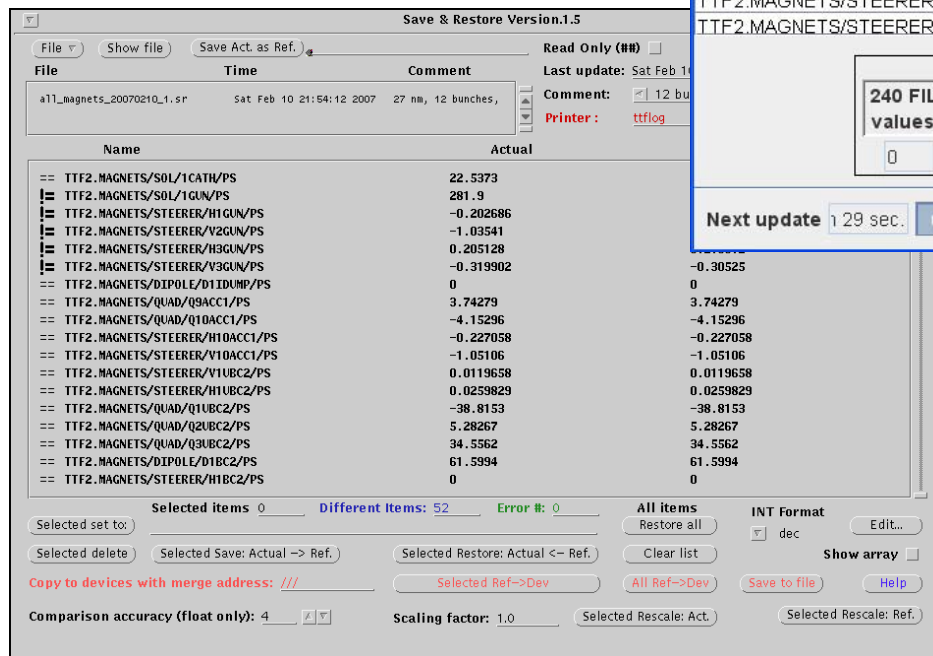 Save & Restore Version.1.5
TTF2.MAGNETS/STEERER
TTF2.MAGNETS/STEERER
File Show file Save Act. as Ref. Read Only (##)
File Time Comment Last update: Sat Feb 1
all_magnets_20070210_1.sr Sat Feb 10 21:54:12 2007 27 nm, 12 bunches, Comment: 12 bu
Printer : ttflog
240 FIL
values
0
Next update 29 sec.
Name Actual
== TTF2.MAGNETS/SOL/1CATH/PS 22.5373
!= TTF2.MAGNETS/SOL/1GUN/PS 281.9
!= TTF2.MAGNETS/STEERER/H1GUN/PS -0.202686
!= TTF2.MAGNETS/STEERER/V2GUN/PS -1.03541
!= TTF2.MAGNETS/STEERER/H3GUN/PS 0.205128
!= TTF2.MAGNETS/STEERER/V3GUN/PS -0.319902 -0.30525
== TTF2.MAGNETS/DIPOLE/D1IDUMP/PS 0 0
== TTF2.MAGNETS/QUAD/Q9ACC1/PS 3.74279 3.74279
== TTF2.MAGNETS/QUAD/Q10ACC1/PS -4.15296 -4.15296
== TTF2.MAGNETS/STEERER/H10ACC1/PS -0.227058 -0.227058
== TTF2.MAGNETS/STEERER/V10ACC1/PS -1.05106 -1.05106
== TTF2.MAGNETS/STEERER/V1UBC2/PS 0.0119658 0.0119658
== TTF2.MAGNETS/STEERER/H1UBC2/PS 0.0259829 0.0259829
== TTF2.MAGNETS/QUAD/Q1UBC2/PS -38.8153 -38.8153
== TTF2.MAGNETS/QUAD/Q2UBC2/PS 5.28267 5.28267
== TTF2.MAGNETS/QUAD/Q3UBC2/PS 34.5562 34.5562
== TTF2.MAGNETS/DIPOLE/D1BC2/PS 61.5994 61.5994
== TTF2.MAGNETS/STEERER/H1BC2/PS 0 0
Selected items 0 Different Items: 52 Error #: 0 All items INT Format
Selected set to: Restore all dec Edit...
Selected delete Selected Save: Actual -> Ref. Selected Restore: Actual <- Ref. Clear list Show array
Copy to devices with merge address: /// Selected Ref->Dev All Ref->Dev Save to file Help
Comparison accuracy (float only): 4 Scaling factor: 1.0 Selected Rescale: Act. Selected Rescale: Ref.